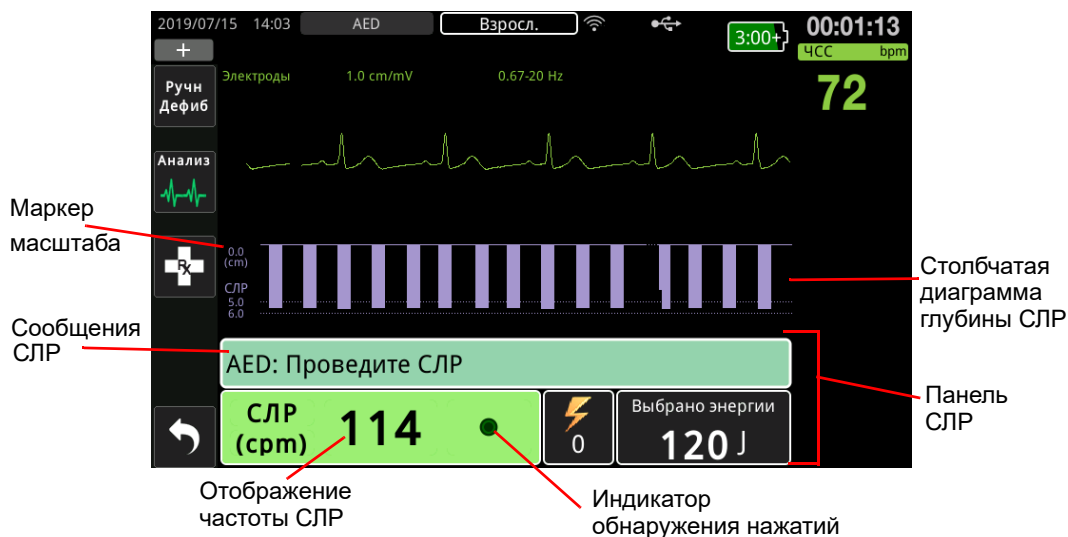 2019/07/15 14:03 AED Взросл. 3:00+ 00:01:13
+
ЧСС bpm
72
Ручн
Дефиб
Электроды 1.0 cm/mV 0.67-20 Hz
Анализ
Маркер
масштаба
0.0
(cm)
СЛР
5.0
6.0
Rx
Столбчатая
диаграмма
глубины СЛР
Сообщения
СЛР
AED: Проведите СЛР
СЛР
(cpm)
114
0
Выбрано энергии
120 J
Панель
СЛР
Отображение
частоты СЛР
Индикатор
обнаружения нажатий